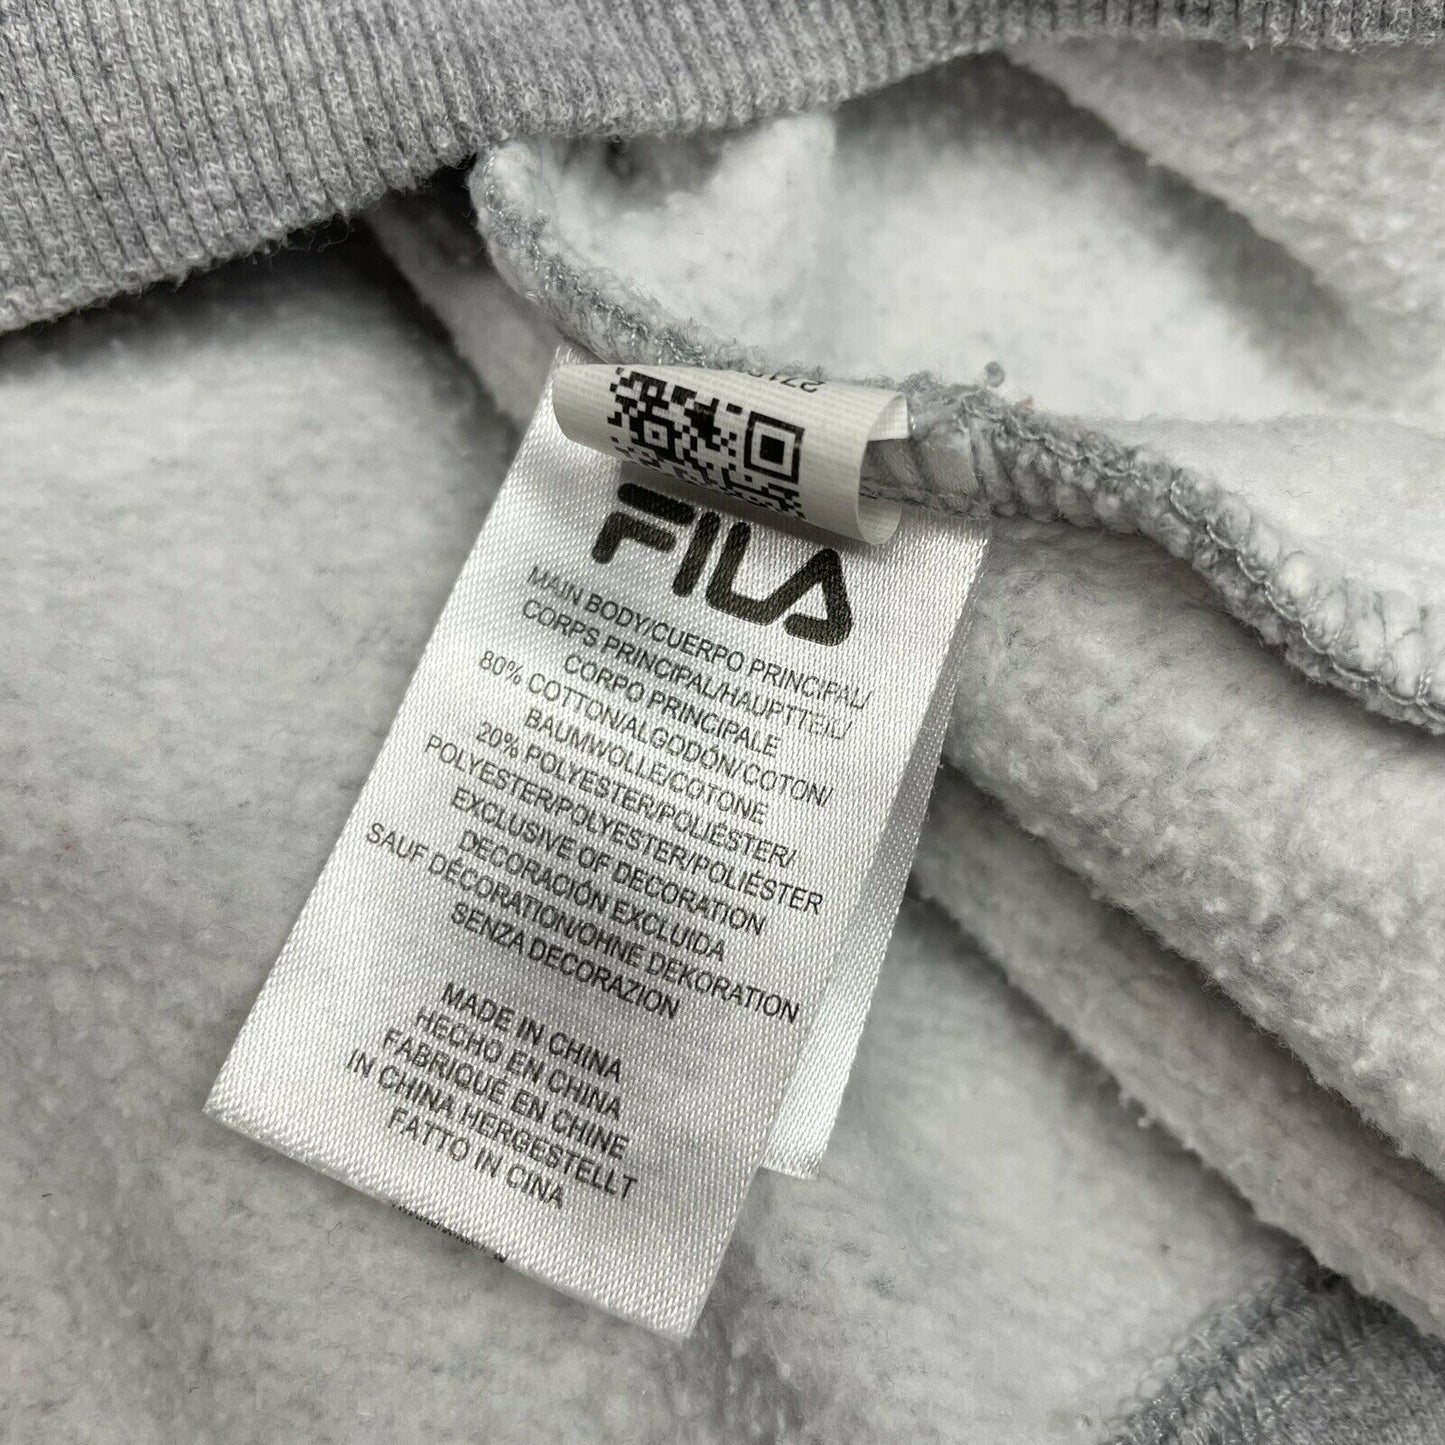 FILA
MAIN BODY/CUERPO PRINCIPAL/
CORPS PRINCIPAL/HAUPTTEIL/
CORPO PRINCIPALE
80% COTTON/ALGODÓN/COTON/
BAUMWOLLE/COTONE
20% POLYESTER/POLIÉSTER/
POLYESTER/POLYESTER/POLIÉSTER
EXCLUSIVE OF DECORATION
DECORACIÓN EXCLUIDA
SAUF DÉCORATION/OHNE DEKORATION
SENZA DECORAZION
MADE IN CHINA
HECHO EN CHINA
FABRIQUÉ EN CHINE
IN CHINA HERGESTELLT
FATTO IN CINA